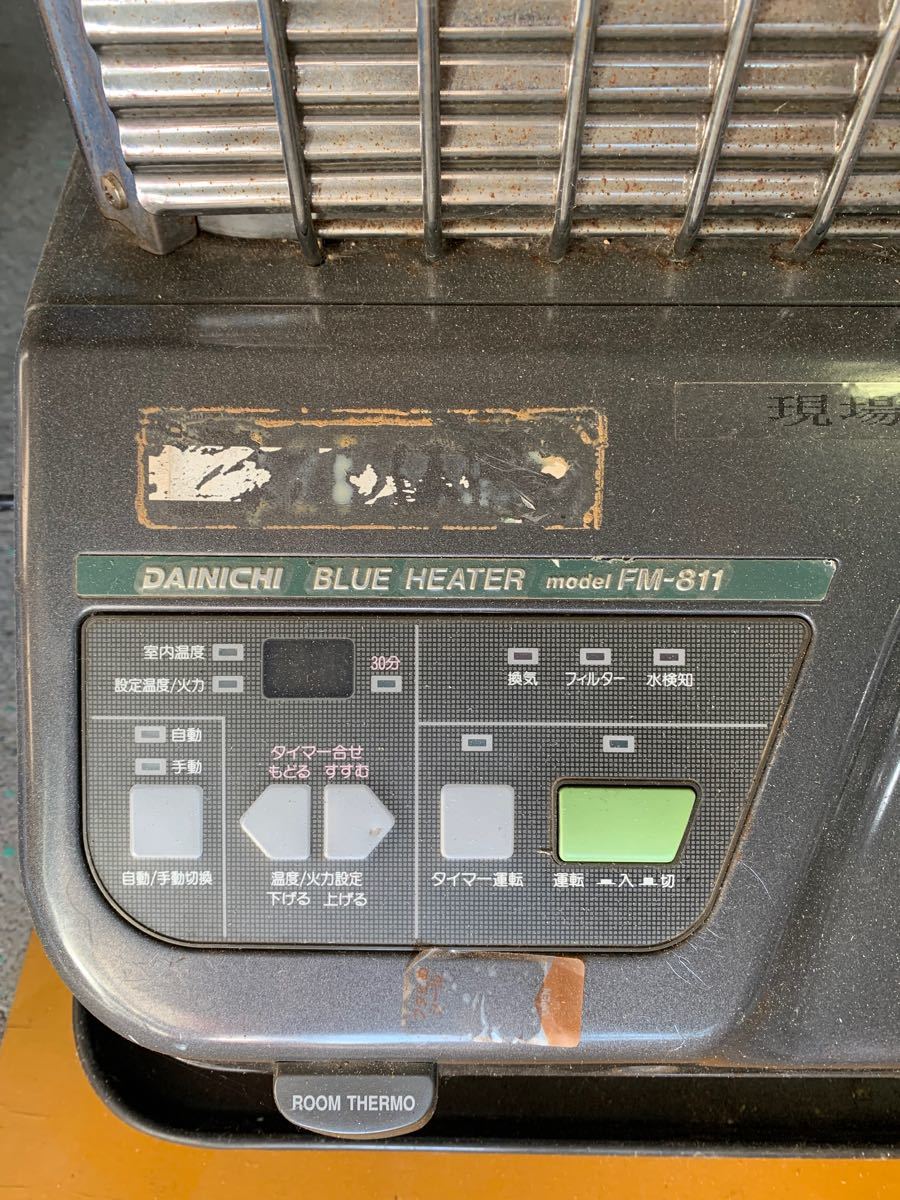 現場
DAINICHI BLUE HEATER model FM-811
室内温度
30分
設定温度/火力
換気 フィルター 水検知
自動
手動
タイマー合せ
もどる すすむ
自動/手動切換
温度/火力設定
下げる 上げる
タイマー運転
運転 入 切
ROOM THERMO